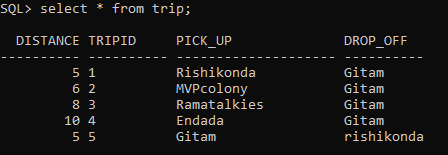 SQL> select * from trip;
  DISTANCE TRIPID     PICK_UP              DROP_OFF
---------- ---------- -------------------- ----------
         5 1          Rishikonda           Gitam
         6 2          MVPcolony            Gitam
         8 3          Ramatalkies          Gitam
        10 4          Endada               Gitam
         5 5          Gitam                rishikonda